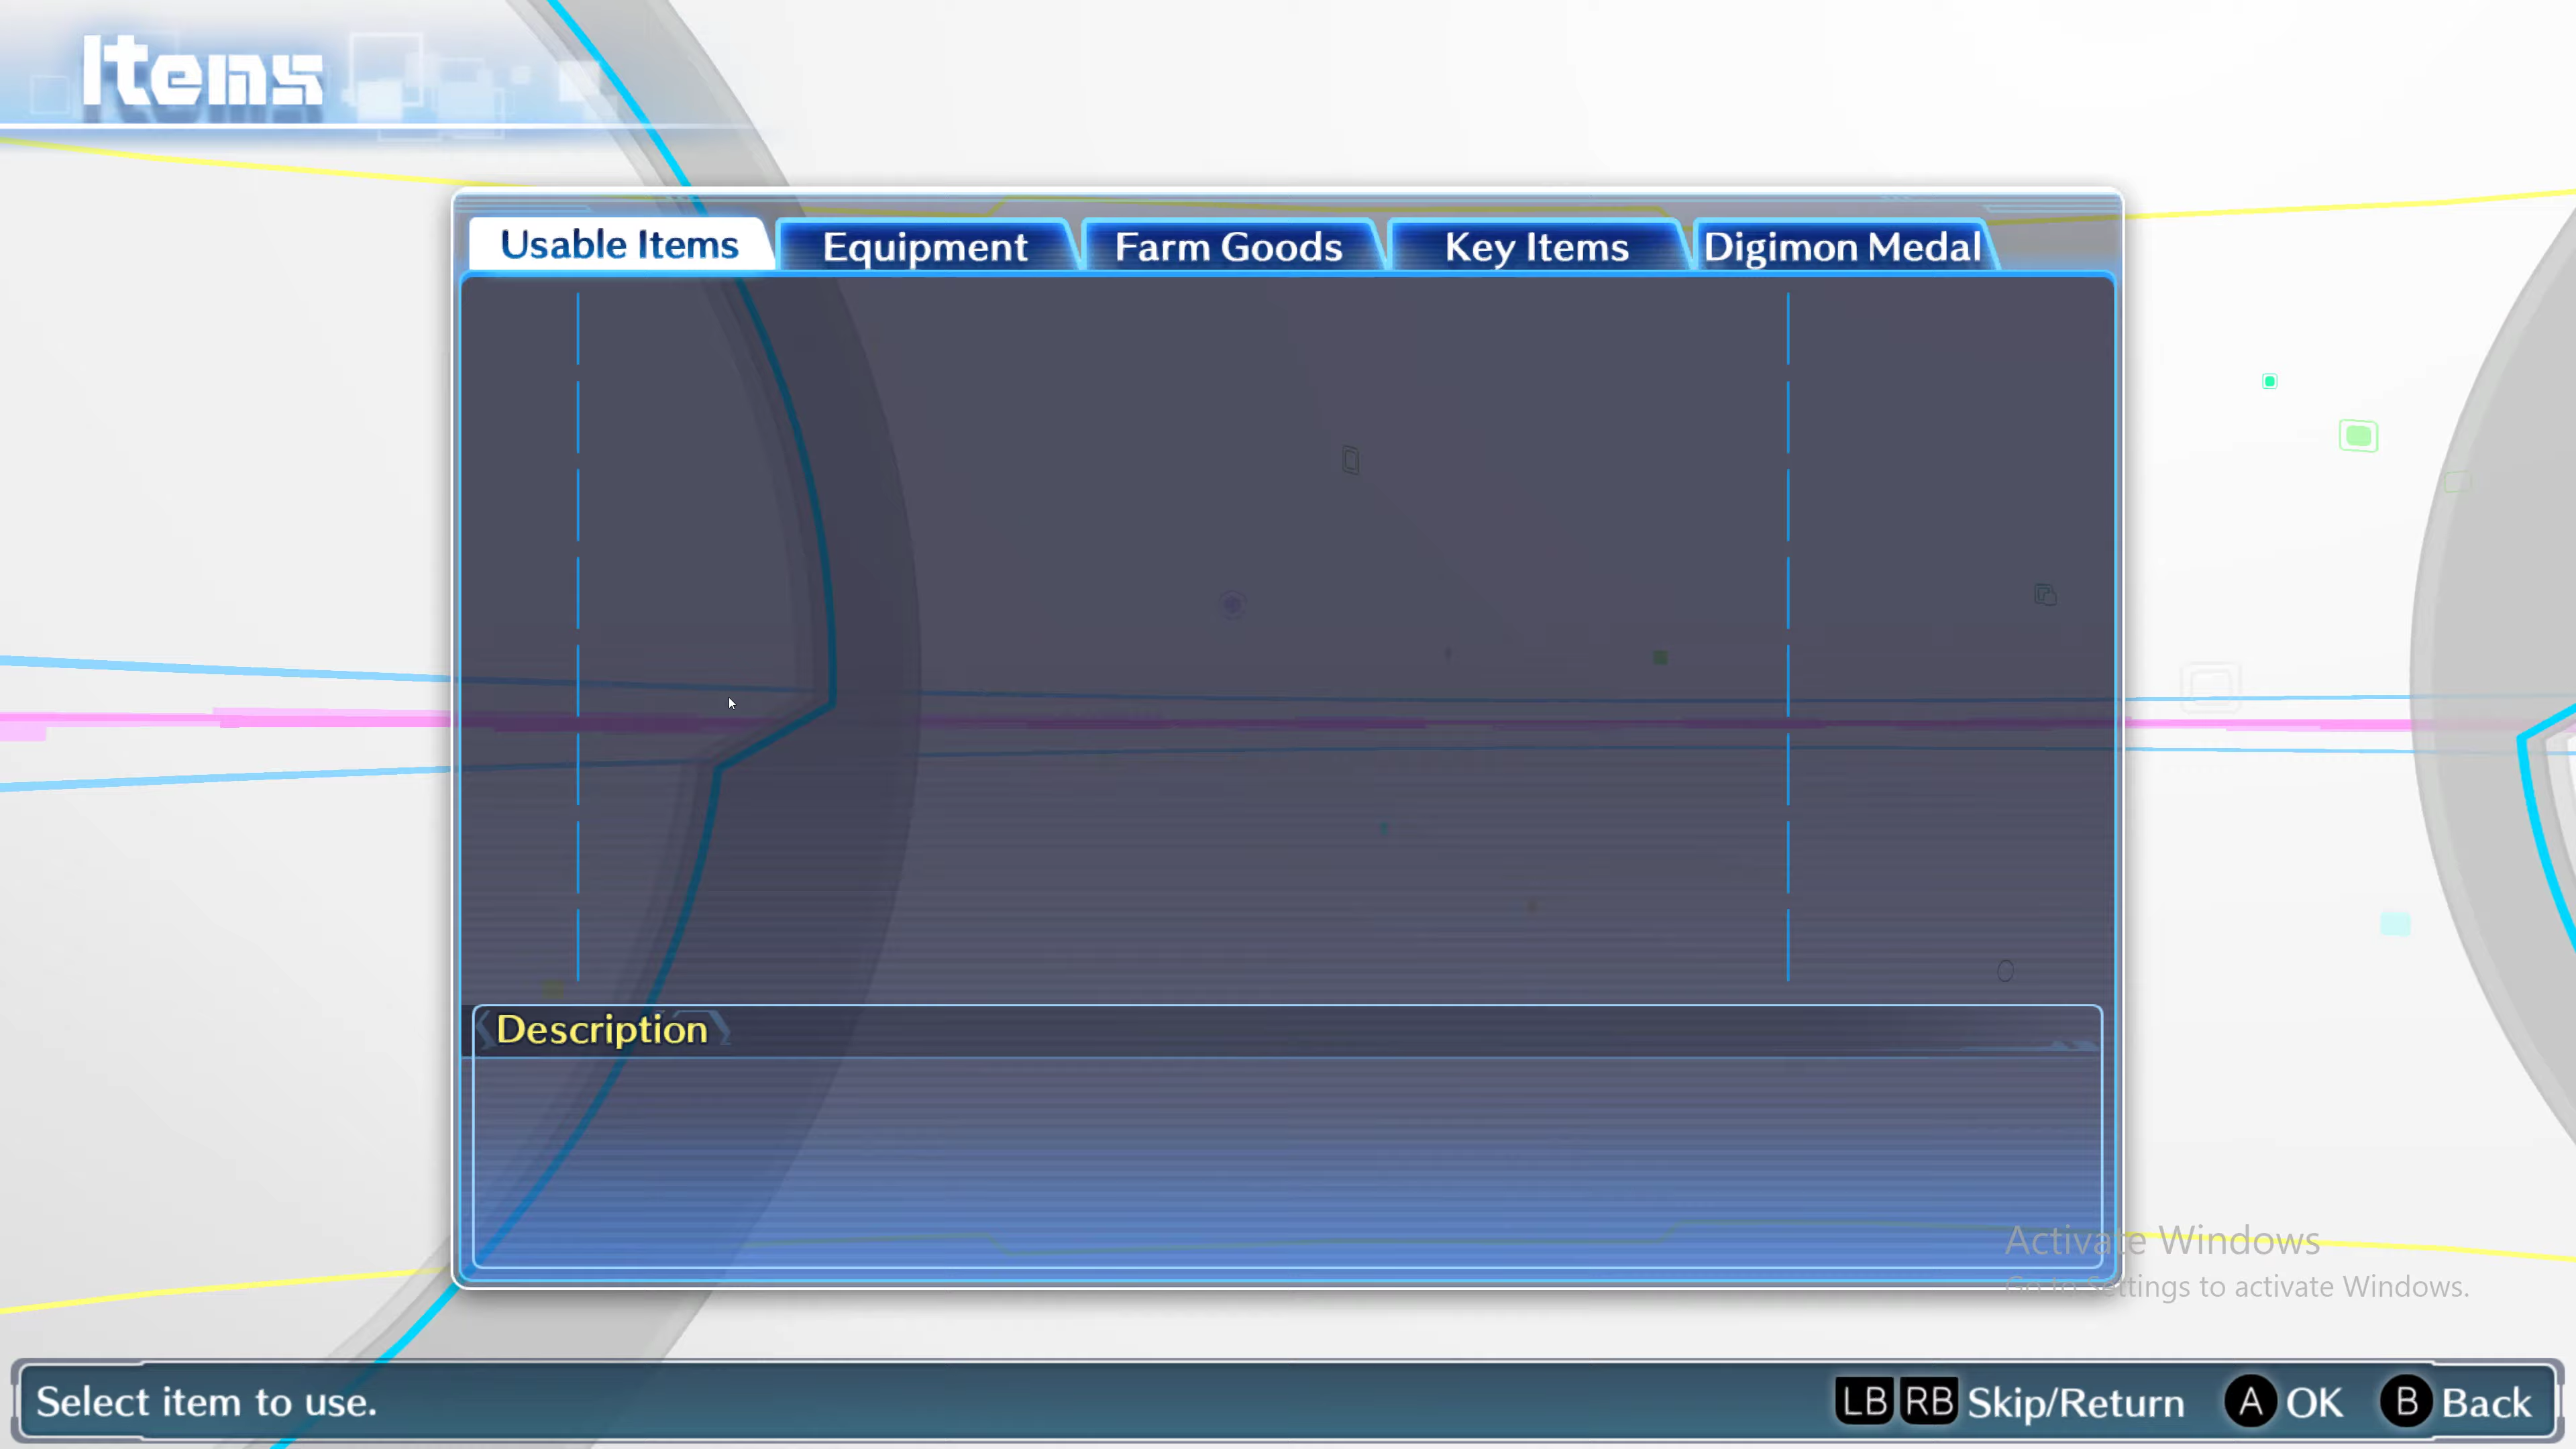 Items
Usable Items
Equipment
Farm Goods
Key Items
Digimon Medal
Description
Activate Windows
Go to Settings to activate Windows.
Select item to use.
LB RB Skip/Return A OK B Back